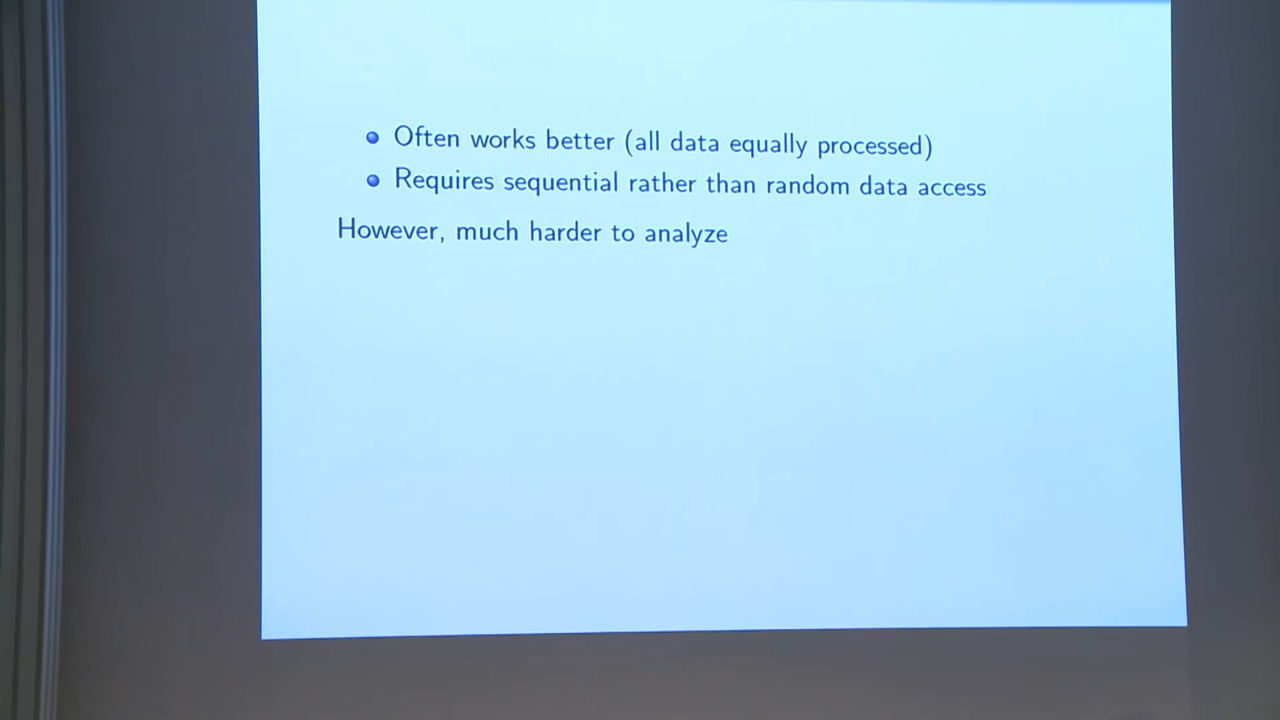 Often works better (all data equally processed)
Requires sequential rather than random data access
However, much harder to analyze